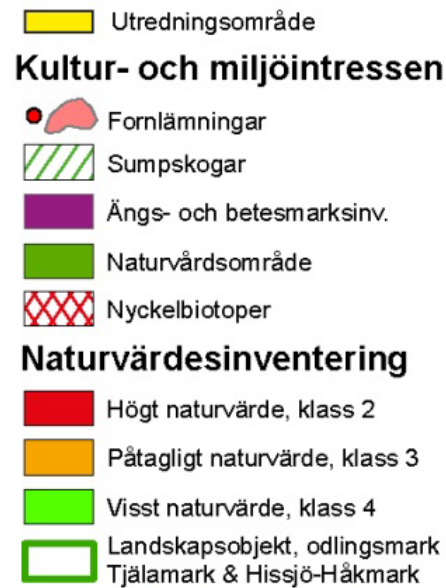 Utredningsområde
Kultur- och miljöintressen
Fornlämningar
Sumpskogar
Ängs- och betesmarksinv.
Naturvårdsområde
Nyckelbiotoper
Naturvärdesinventering
Högt naturvärde, klass 2
Påtagligt naturvärde, klass 3
Visst naturvärde, klass 4
Landskapsobjekt, odlingsmark
Tjälamark & Hissjö-Håkmark